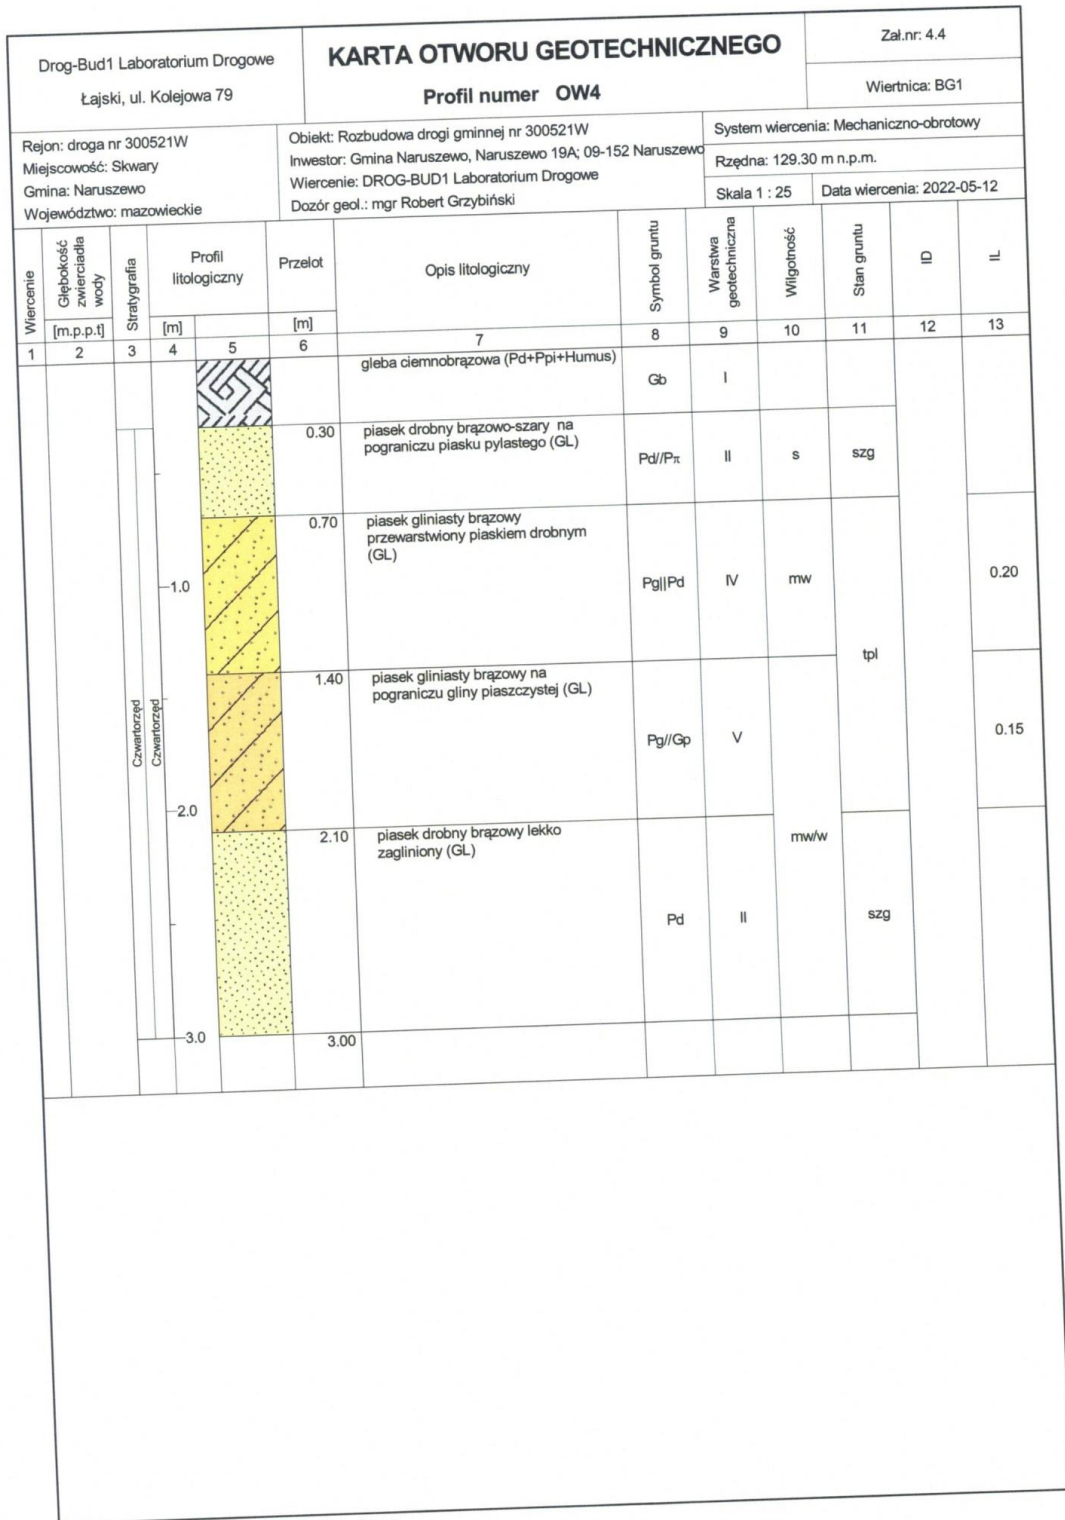 Drog-Bud1 Laboratorium Drogowe
Łajski, ul. Kolejowa 79
KARTA OTWORU GEOTECHNICZNEGO
Profil numer OW4
Zał.nr: 4.4
Wiertnica: BG1
Rejon: droga nr 300521W
Miejscowość: Skwary
Gmina: Naruszewo
Województwo: mazowieckie
Obiekt: Rozbudowa drogi gminnej nr 300521W
Inwestor: Gmina Naruszewo, Naruszewo 19A; 09-152 Naruszewo
Wiercenie: DROG-BUD1 Laboratorium Drogowe
Dozór geol.: mgr Robert Grzybiński
System wiercenia: Mechaniczno-obrotowy
Rzędna: 129.30 m n.p.m.
Skala 1 : 25
Data wiercenia: 2022-05-12
Wiercenie
Głębokość
zwierciadła
wody
[m.p.p.t]
Stratygrafia
Profil
litologiczny
[m]
Przelot
[m]
Opis litologiczny
Symbol gruntu
Warstwa
geotechniczna
Wilgotność
Stan gruntu
ID
IL
1 2 3 4 5 6 7 8 9 10 11 12 13
gleba ciemnobrązowa (Pd+Ppi+Humus)
Gb I
0.30
piasek drobny brązowo-szary na
pograniczu piasku pylastego (GL)
Pd//Pπ II s szg
0.70
piasek gliniasty brązowy
przewarstwiony piaskiem drobnym
(GL)
1.0
Pg||Pd IV mw
0.20
tpl
1.40
piasek gliniasty brązowy na
pograniczu gliny piaszczystej (GL)
Czwartorzęd
Czwartorzęd
Pg//Gp V
0.15
2.0
2.10
piasek drobny brązowy lekko
zagliniony (GL)
mw/w
Pd II szg
3.0
3.00